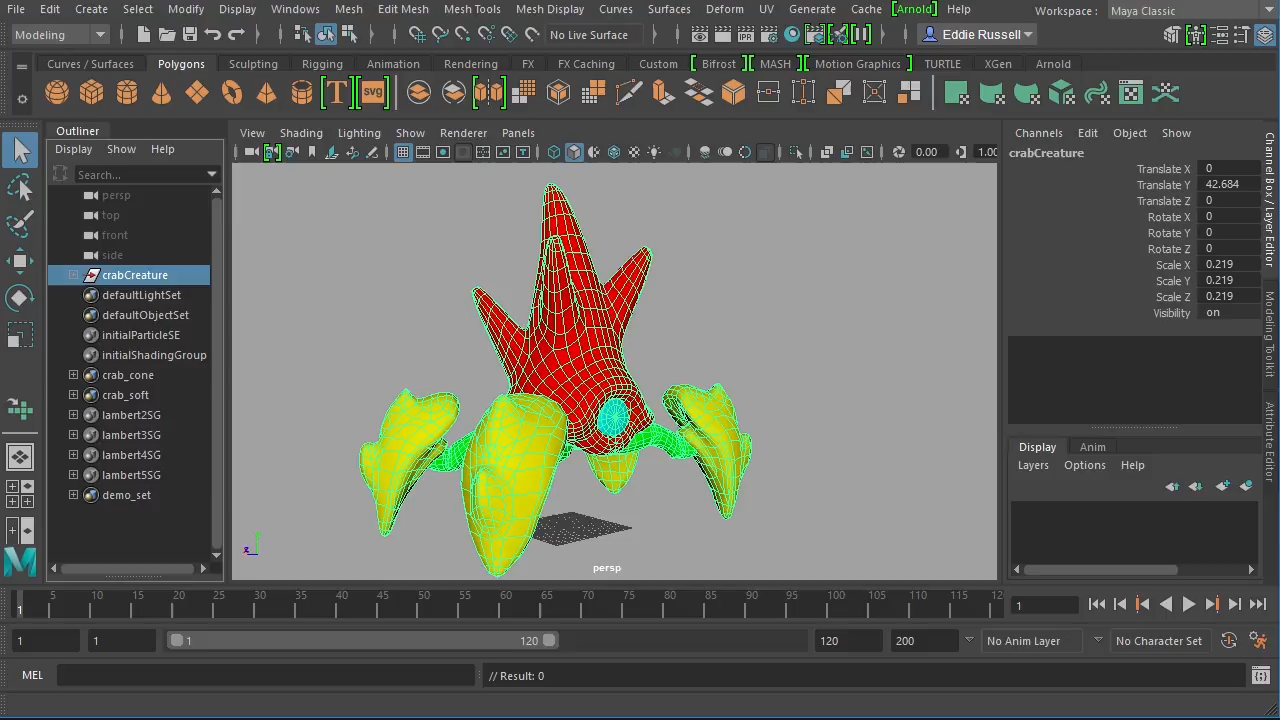 File Edit Create Select Modify Display Windows Mesh Edit Mesh Mesh Tools Mesh Display Curves Surfaces Deform UV Generate Cache [Arnold] Help Workspace : Maya Classic
Modeling No Live Surface IPR Eddie Russell
Curves / Surfaces Polygons Sculpting Rigging Animation Rendering FX FX Caching Custom Bifrost MASH Motion Graphics TURTLE XGen Arnold
T svg
Outliner
Display Show Help
Search...
persp
top
front
side
crabCreature
defaultLightSet
defaultObjectSet
initialParticleSE
initialShadingGroup
crab_cone
crab_soft
lambert2SG
lambert3SG
lambert4SG
lambert5SG
demo_set
View Shading Lighting Show Renderer Panels
0.00 1.00
persp
Channels Edit Object Show
crabCreature
Translate X 0
Translate Y 42.684
Translate Z 0
Rotate X 0
Rotate Y 0
Rotate Z 0
Scale X 0.219
Scale Y 0.219
Scale Z 0.219
Visibility on
Channel Box / Layer Editor
Modeling Toolkit
Attribute Editor
Display Anim
Layers Options Help
1 5 10 15 20 25 30 35 40 45 50 55 60 65 70 75 80 85 90 95 100 105 110 115 12 1
1 1 1 120 120 200 No Anim Layer No Character Set
MEL // Result: 0